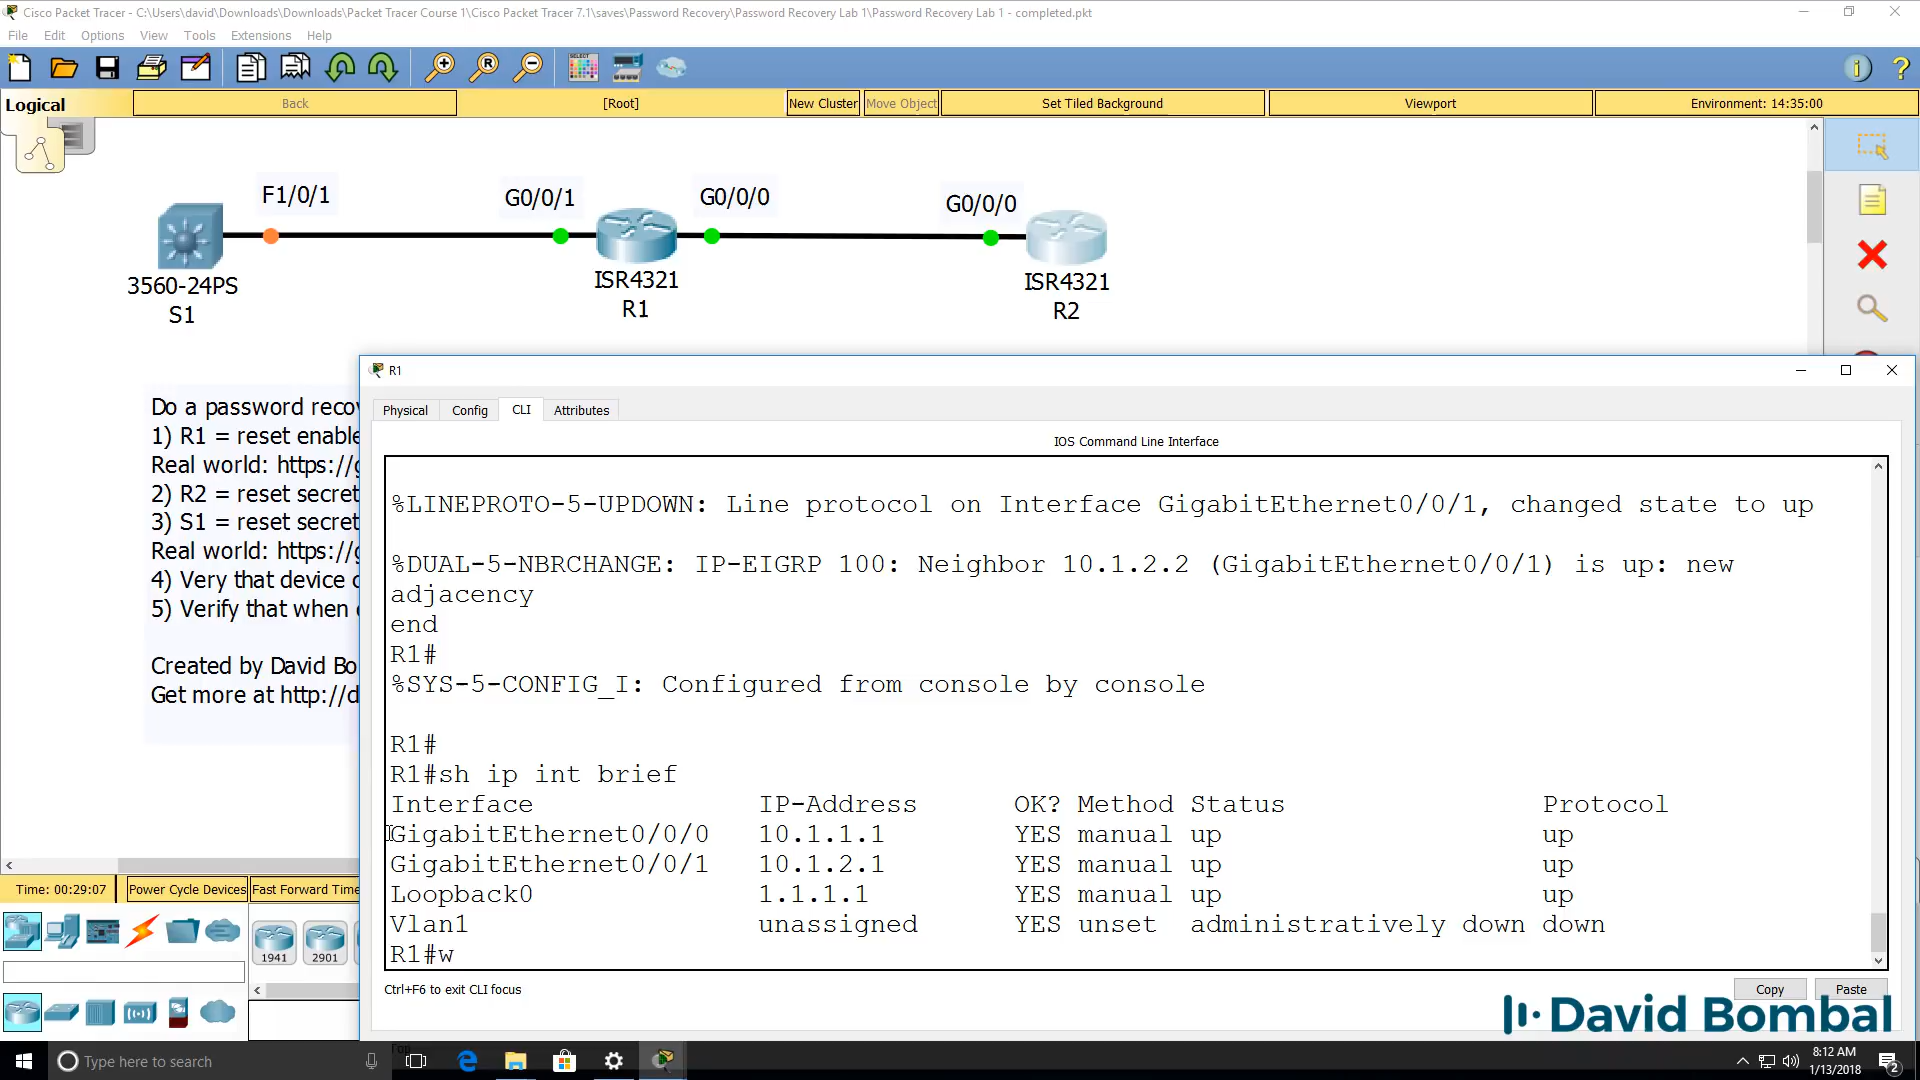 Cisco Packet Tracer - C:\Users\david\Downloads\Downloads\Packet Tracer Course 1\Cisco Packet Tracer 7.1\saves\Password Recovery\Password Recovery Lab 1\Password Recovery Lab 1 - completed.pkt
File Edit Options View Tools Extensions Help
Logical Back [Root] New Cluster Move Object Set Tiled Background Viewport Environment: 14:35:00
F1/0/1 G0/0/1 G0/0/0 G0/0/0
3560-24PS ISR4321 ISR4321
S1 R1 R2
Do a password recov
1) R1 = reset enable
Real world: https://g
2) R2 = reset secret
3) S1 = reset secret
Real world: https://g
4) Very that device c
5) Verify that when c
Created by David Bo
Get more at http://d
R1
Physical Config CLI Attributes
IOS Command Line Interface
%LINEPROTO-5-UPDOWN: Line protocol on Interface GigabitEthernet0/0/1, changed state to up
%DUAL-5-NBRCHANGE: IP-EIGRP 100: Neighbor 10.1.2.2 (GigabitEthernet0/0/1) is up: new
adjacency
end
R1#
%SYS-5-CONFIG_I: Configured from console by console
R1#
R1#sh ip int brief
Interface IP-Address OK? Method Status Protocol
GigabitEthernet0/0/0 10.1.1.1 YES manual up up
GigabitEthernet0/0/1 10.1.2.1 YES manual up up
Loopback0 1.1.1.1 YES manual up up
Vlan1 unassigned YES unset administratively down down
R1#w
Ctrl+F6 to exit CLI focus
Copy Paste
Time: 00:29:07 Power Cycle Devices Fast Forward Time
1941 2901
David Bombal
Type here to search
8:12 AM
1/13/2018
2